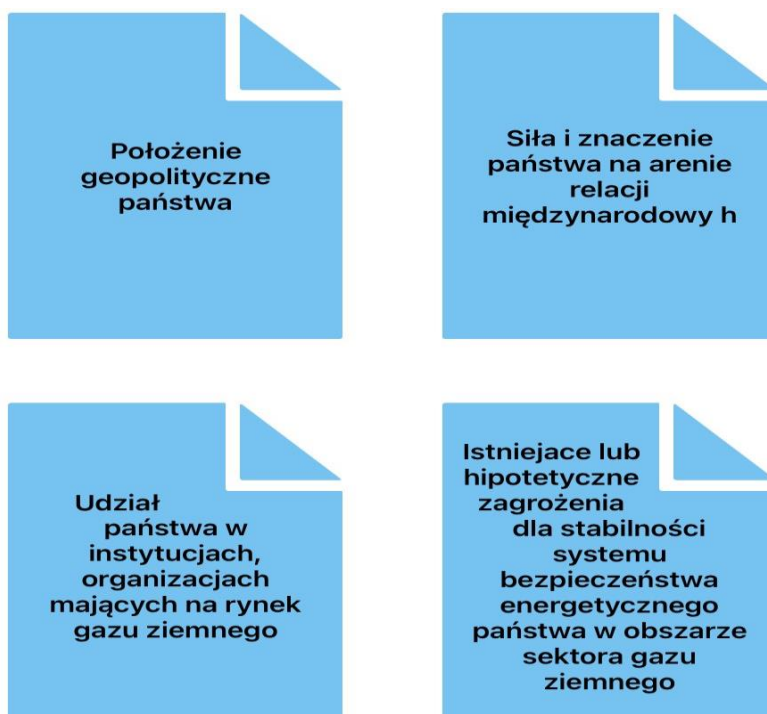 Położenie
geopolityczne
państwa
Siła i znaczenie
państwa na arenie
relacji
międzynarodowy h
Udział
państwa w
instytucjach,
organizacjach
mających na rynek
gazu ziemnego
Istniejace lub
hipotetyczne
zagrożenia
dla stabilności
systemu
bezpieczeństwa
energetycznego
państwa w obszarze
sektora gazu
ziemnego